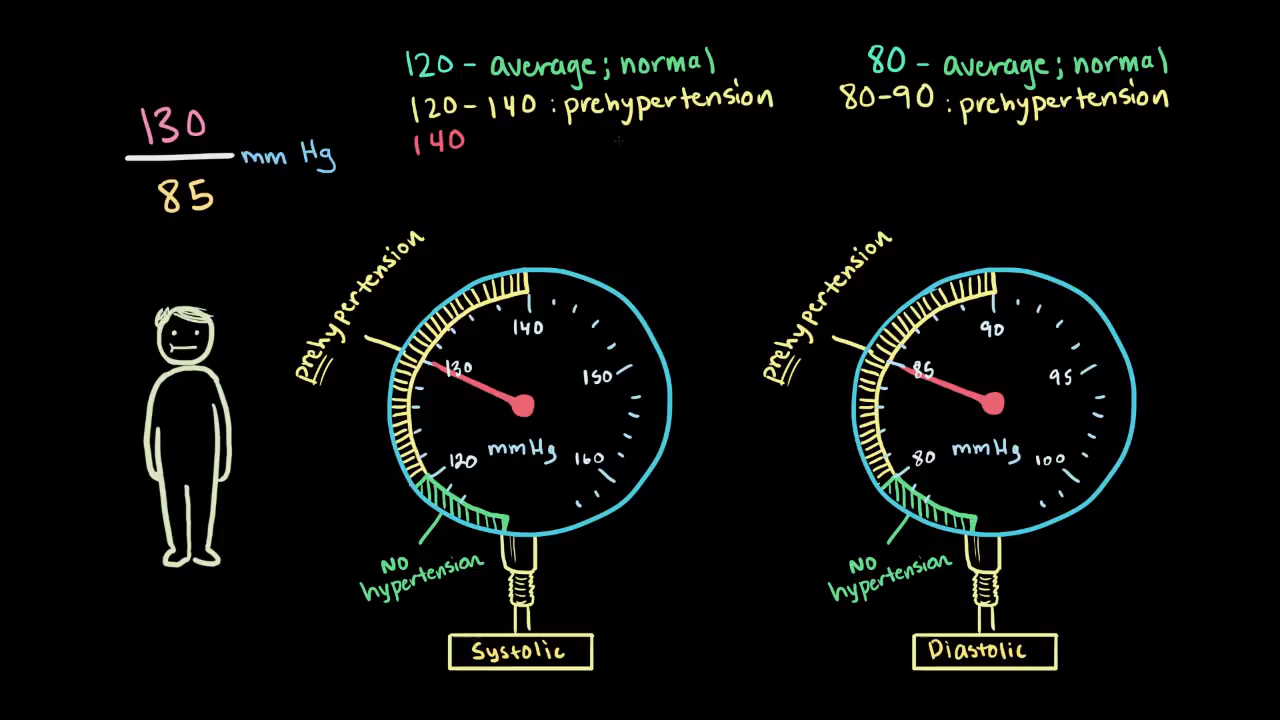 120 - average; normal
120 - 140 : prehypertension
140
80 - average; normal
80-90 : prehypertension
130
85
mm Hg
prehypertension
140
130
150
120
mmHg
160
NO
hypertension
Systolic
prehypertension
90
85
95
80
mmHg
100
NO
hypertension
Diastolic